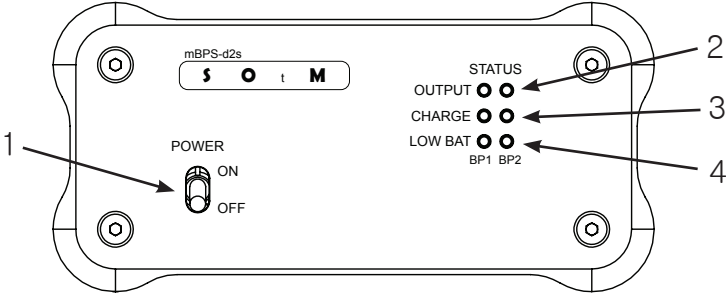 mBPS-d2s
S O t M
STATUS
OUTPUT
CHARGE
LOW BAT
BP1 BP2
POWER
ON
OFF
1
2
3
4